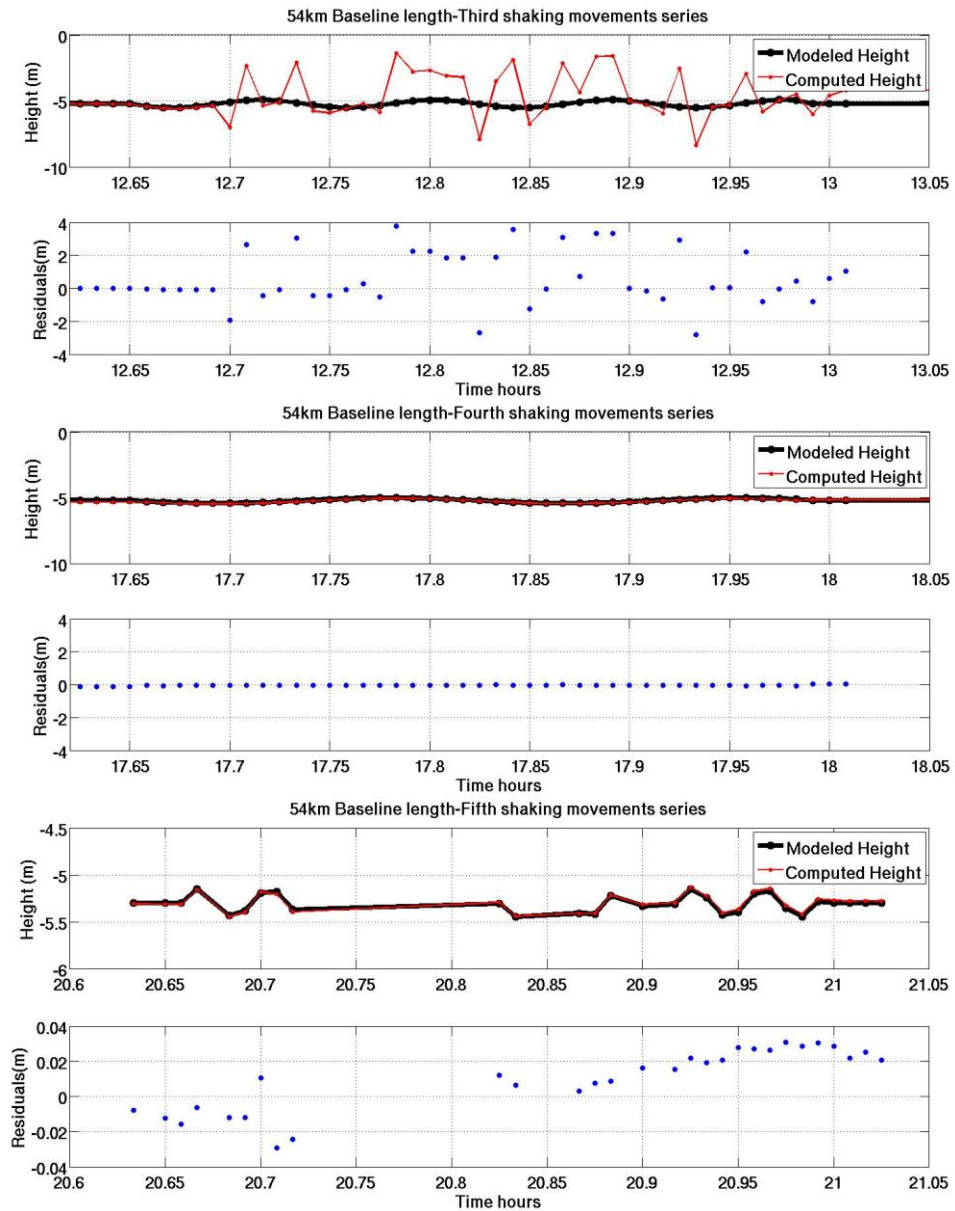 54km Baseline length-Third shaking movements series
0
-5
-10
Height (m)
Modeled Height
Computed Height
12.65 12.7 12.75 12.8 12.85 12.9 12.95 13 13.05
4
2
0
-2
-4
Residuals(m)
12.65 12.7 12.75 12.8 12.85 12.9 12.95 13 13.05
Time hours
54km Baseline length-Fourth shaking movements series
0
-5
-10
Height (m)
Modeled Height
Computed Height
17.65 17.7 17.75 17.8 17.85 17.9 17.95 18 18.05
4
2
0
-2
-4
Residuals(m)
17.65 17.7 17.75 17.8 17.85 17.9 17.95 18 18.05
Time hours
54km Baseline length-Fifth shaking movements series
-4.5
-5
-5.5
-6
Height (m)
Modeled Height
Computed Height
20.6 20.65 20.7 20.75 20.8 20.85 20.9 20.95 21 21.05
0.04
0.02
0
-0.02
-0.04
Residuals(m)
20.6 20.65 20.7 20.75 20.8 20.85 20.9 20.95 21 21.05
Time hours